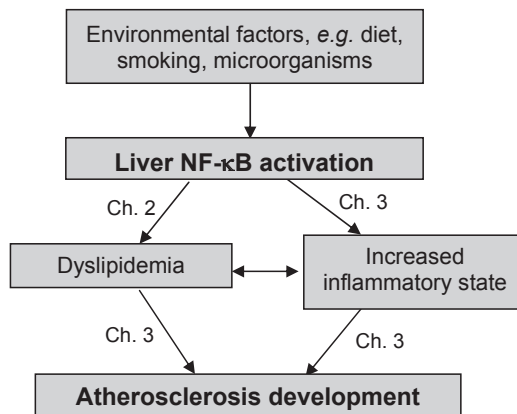 Environmental factors, e.g. diet,
smoking, microorganisms
Liver NF-κB activation
Ch. 2
Ch. 3
Dyslipidemia
Increased
inflammatory state
Ch. 3
Ch. 3
Atherosclerosis development